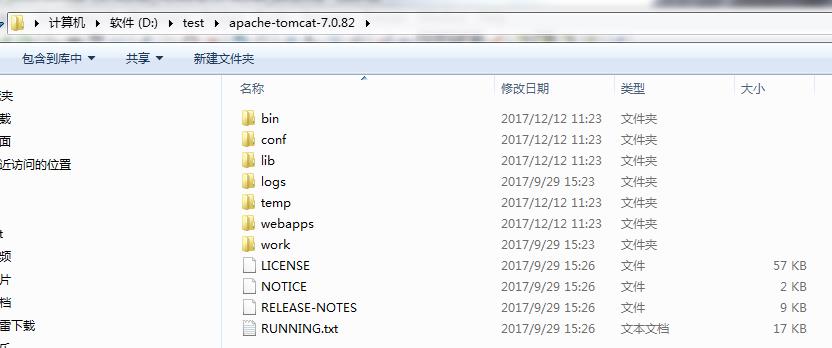 计算机 软件 (D:) test apache-tomcat-7.0.82
包含到库中 共享 新建文件夹
名称 修改日期 类型 大小
夹
载
面
近访问的位置
t
频
片
档
雷下载
乐
bin 2017/12/12 11:23 文件夹
conf 2017/12/12 11:23 文件夹
lib 2017/12/12 11:23 文件夹
logs 2017/9/29 15:23 文件夹
temp 2017/12/12 11:23 文件夹
webapps 2017/12/12 11:23 文件夹
work 2017/9/29 15:23 文件夹
LICENSE 2017/9/29 15:26 文件 57 KB
NOTICE 2017/9/29 15:26 文件 2 KB
RELEASE-NOTES 2017/9/29 15:26 文件 9 KB
RUNNING.txt 2017/9/29 15:26 文本文档 17 KB